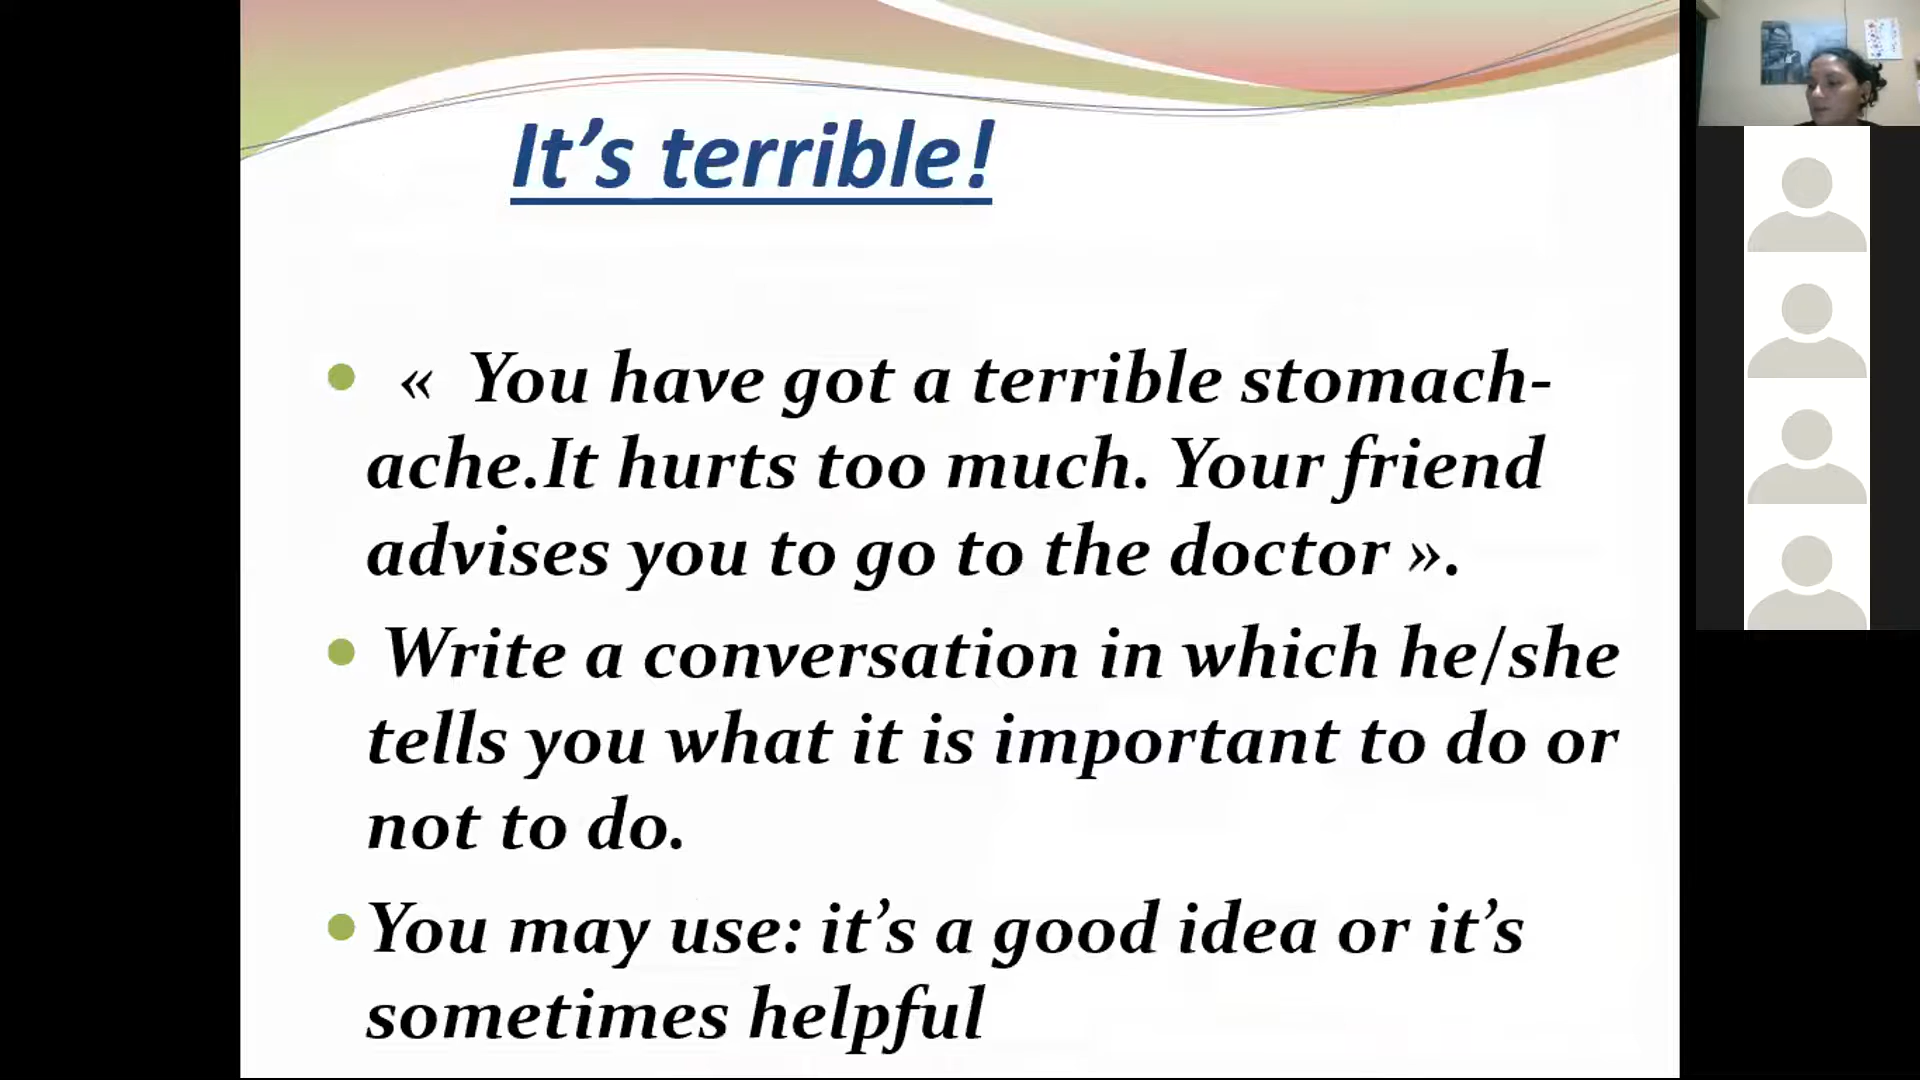 It’s terrible!
« You have got a terrible stomach-
ache.It hurts too much. Your friend
advises you to go to the doctor ».
Write a conversation in which he/she
tells you what it is important to do or
not to do.
You may use: it’s a good idea or it’s
sometimes helpful